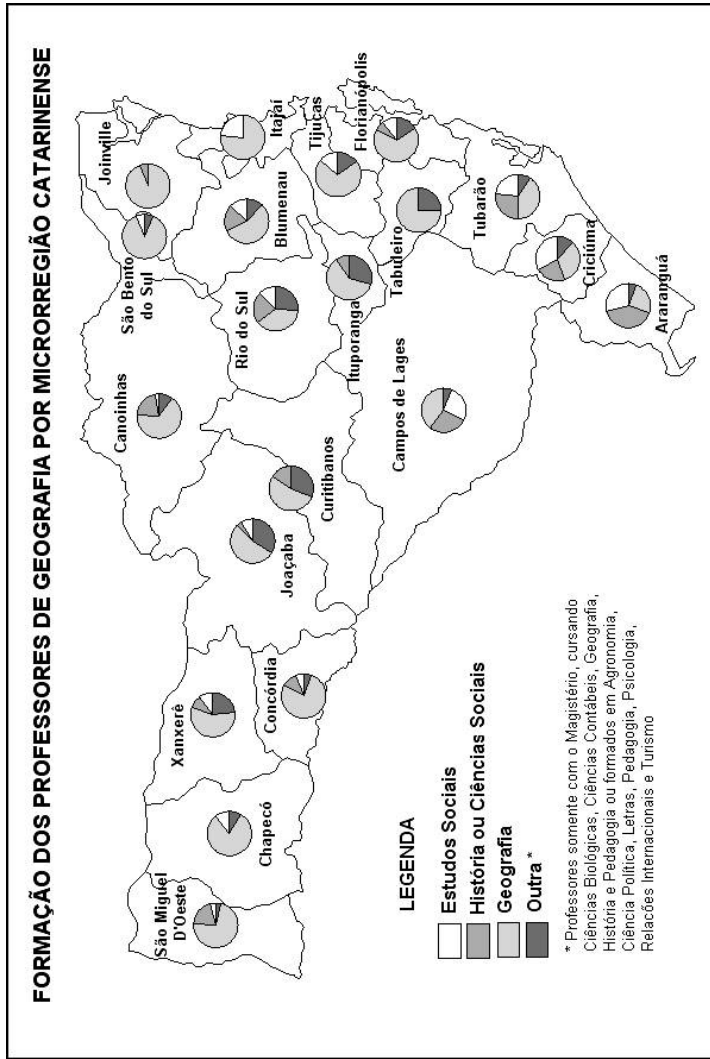 FORMAÇÃO DOS PROFESSORES DE GEOGRAFIA POR MICRORREGIÃO CATARINENSE
São Miguel
D'Oeste
Chapecó
Xanxerê
Concórdia
Joaçaba
Curitibanos
Canoinhas
São Bento
do Sul
Joinville
Rio do Sul
Blumenau
Itajaí
Ituporanga
Tijucas
Florianópolis
Tabuleiro
Campos de Lages
Tubarão
Criciúma
Araranguá
LEGENDA
Estudos Sociais
História ou Ciências Sociais
Geografia
Outra *
* Professores somente com o Magistério, cursando
Ciências Biológicas, Ciências Contábeis, Geografia,
História e Pedagogia ou formados em Agronomia,
Ciência Política, Letras, Pedagogia, Psicologia,
Relações Internacionais e Turismo